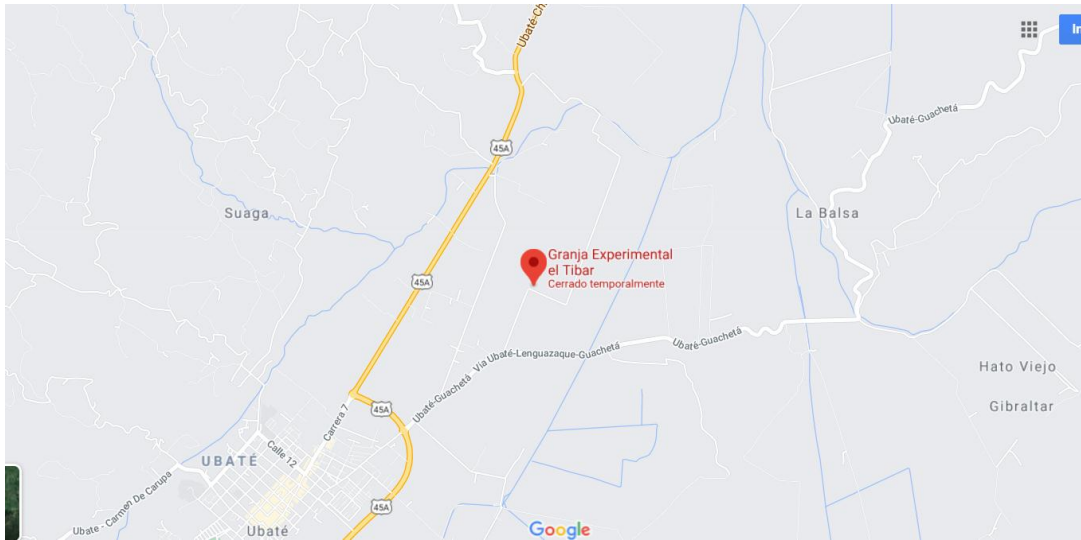 Ubaté-Ch
In
Ubaté-Guachetá
45A
Suaga
La Balsa
Granja Experimental
el Tibar
Cerrado temporalmente
45A
Ubaté-Guachetá
Ubaté-Guachetá - Vía Ubaté-Lenguazaque-Guachetá
Hato Viejo
Gibraltar
45A
Carrera 7
Calle 12
UBATÉ
45A
Ubate - Carmen De Carupa
Ubaté
Google